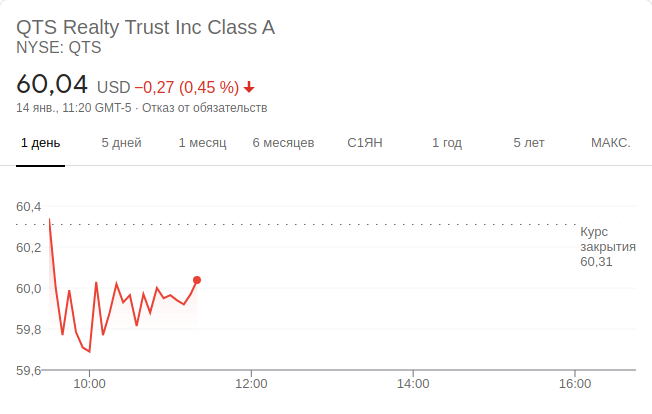 QTS Realty Trust Inc Class A
NYSE: QTS
60,04 USD −0,27 (0,45 %)
14 янв., 11:20 GMT-5 · Отказ от обязательств
1 день 5 дней 1 месяц 6 месяцев С1ЯН 1 год 5 лет МАКС.
60,4
Курс
60,2 закрытия
60,31
60,0
59,8
59,6
10:00 12:00 14:00 16:00